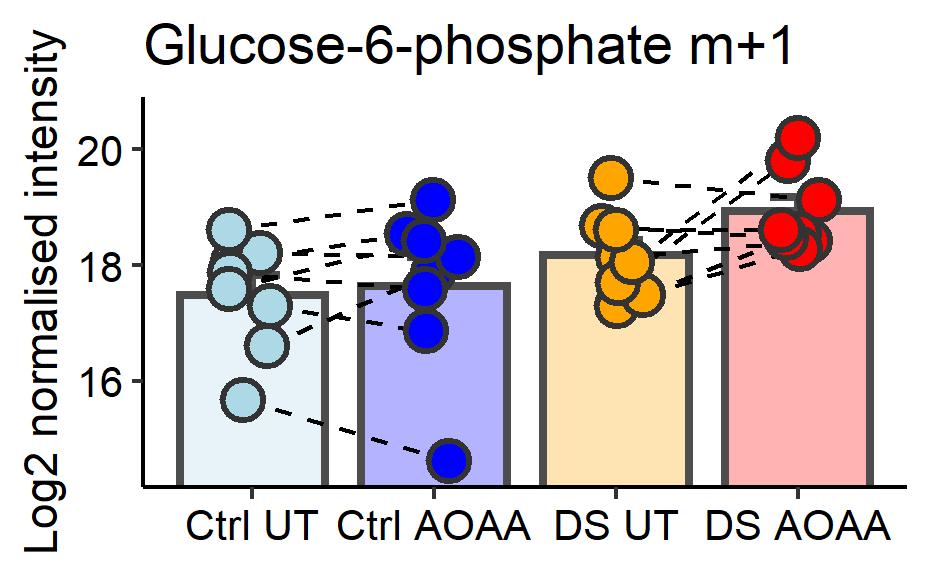 Glucose-6-phosphate m+1
Log2 normalised intensity
20
18
16
Ctrl UT
Ctrl AOAA
DS UT
DS AOAA